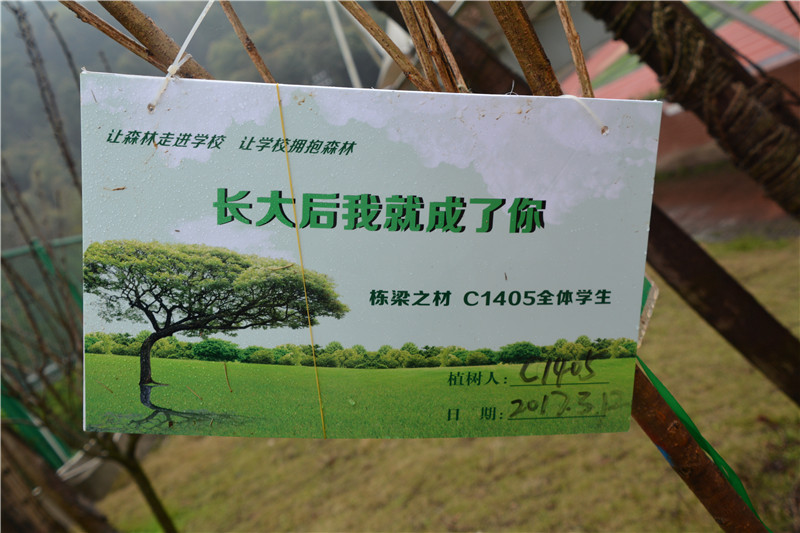 让森林走进学校 让学校拥抱森林
长大后我就成了你
栋梁之材 C1405全体学生
植树人：C1405
日 期：2017.3.12